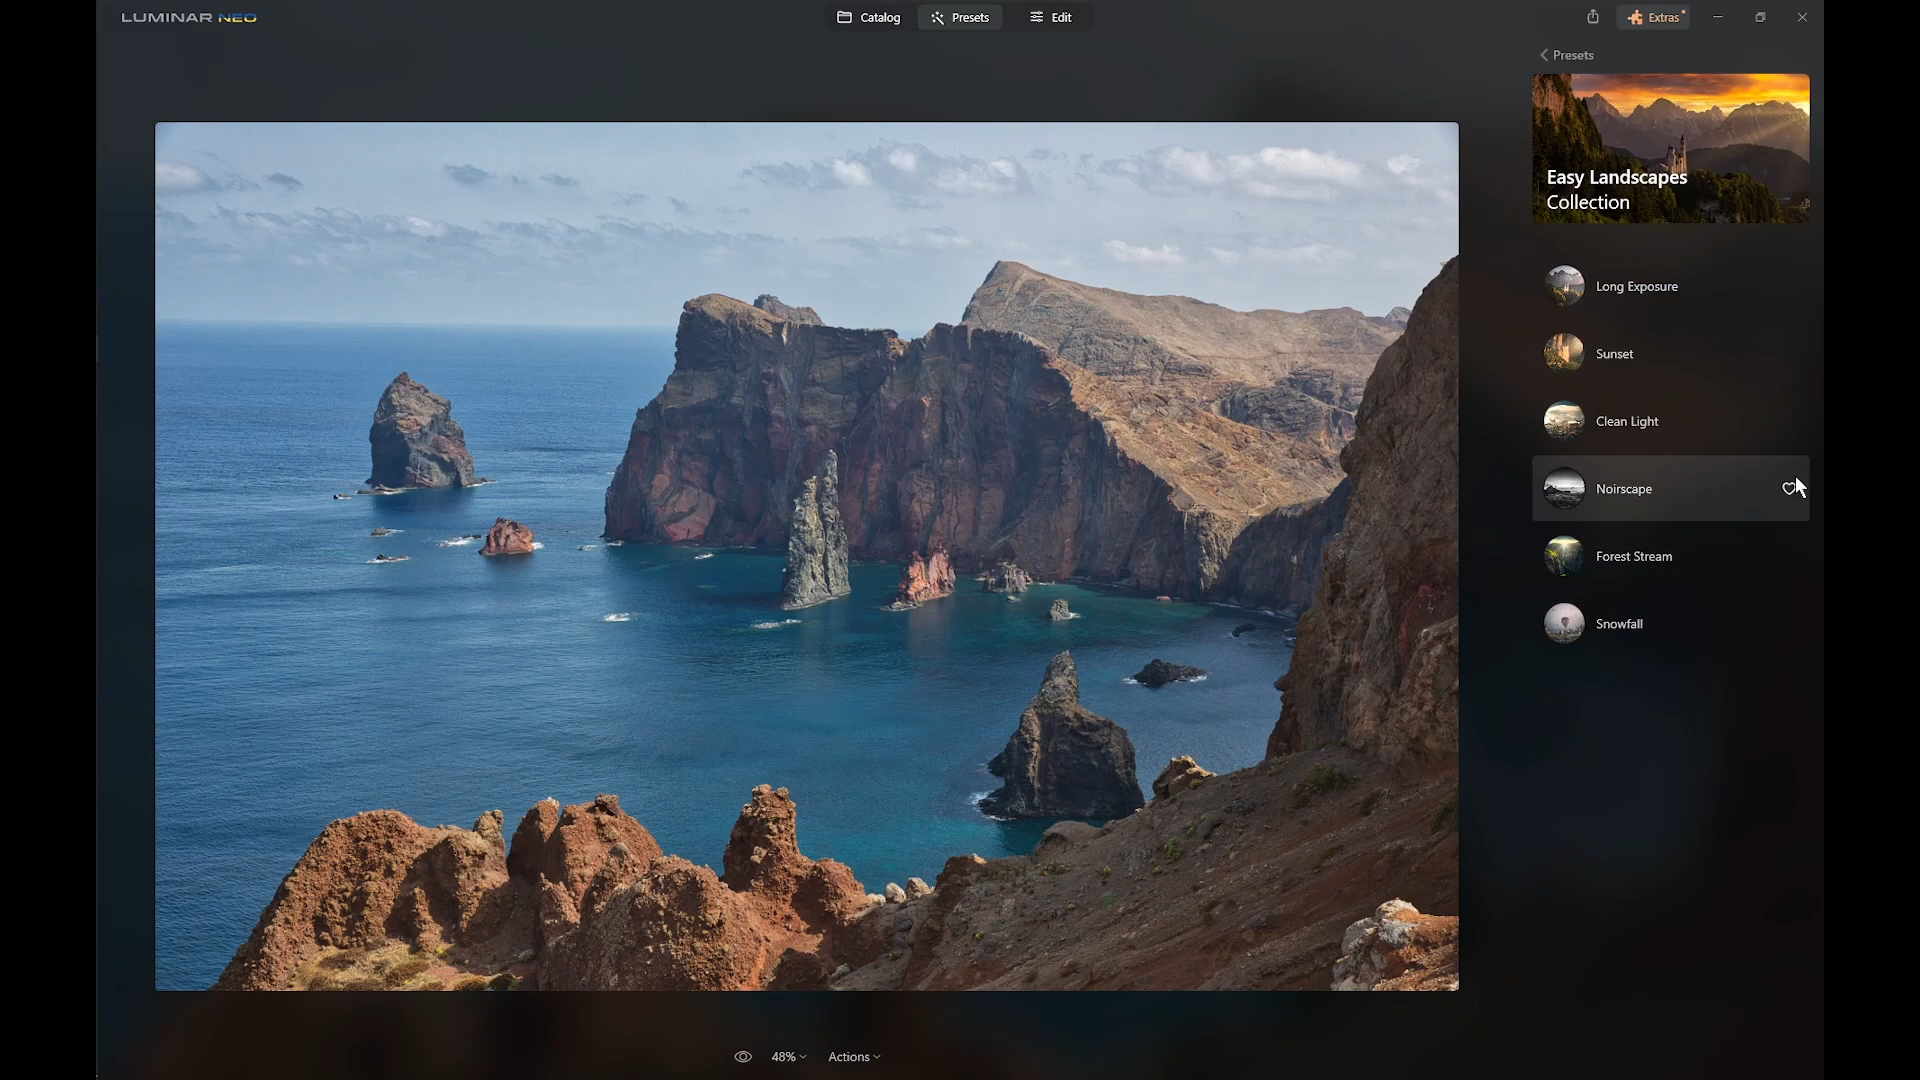 LUMINAR NEO
Catalog
Presets
Edit
Extras
Presets
Easy Landscapes
Collection
Long Exposure
Sunset
Clean Light
Noirscape
Forest Stream
Snowfall
48%
Actions